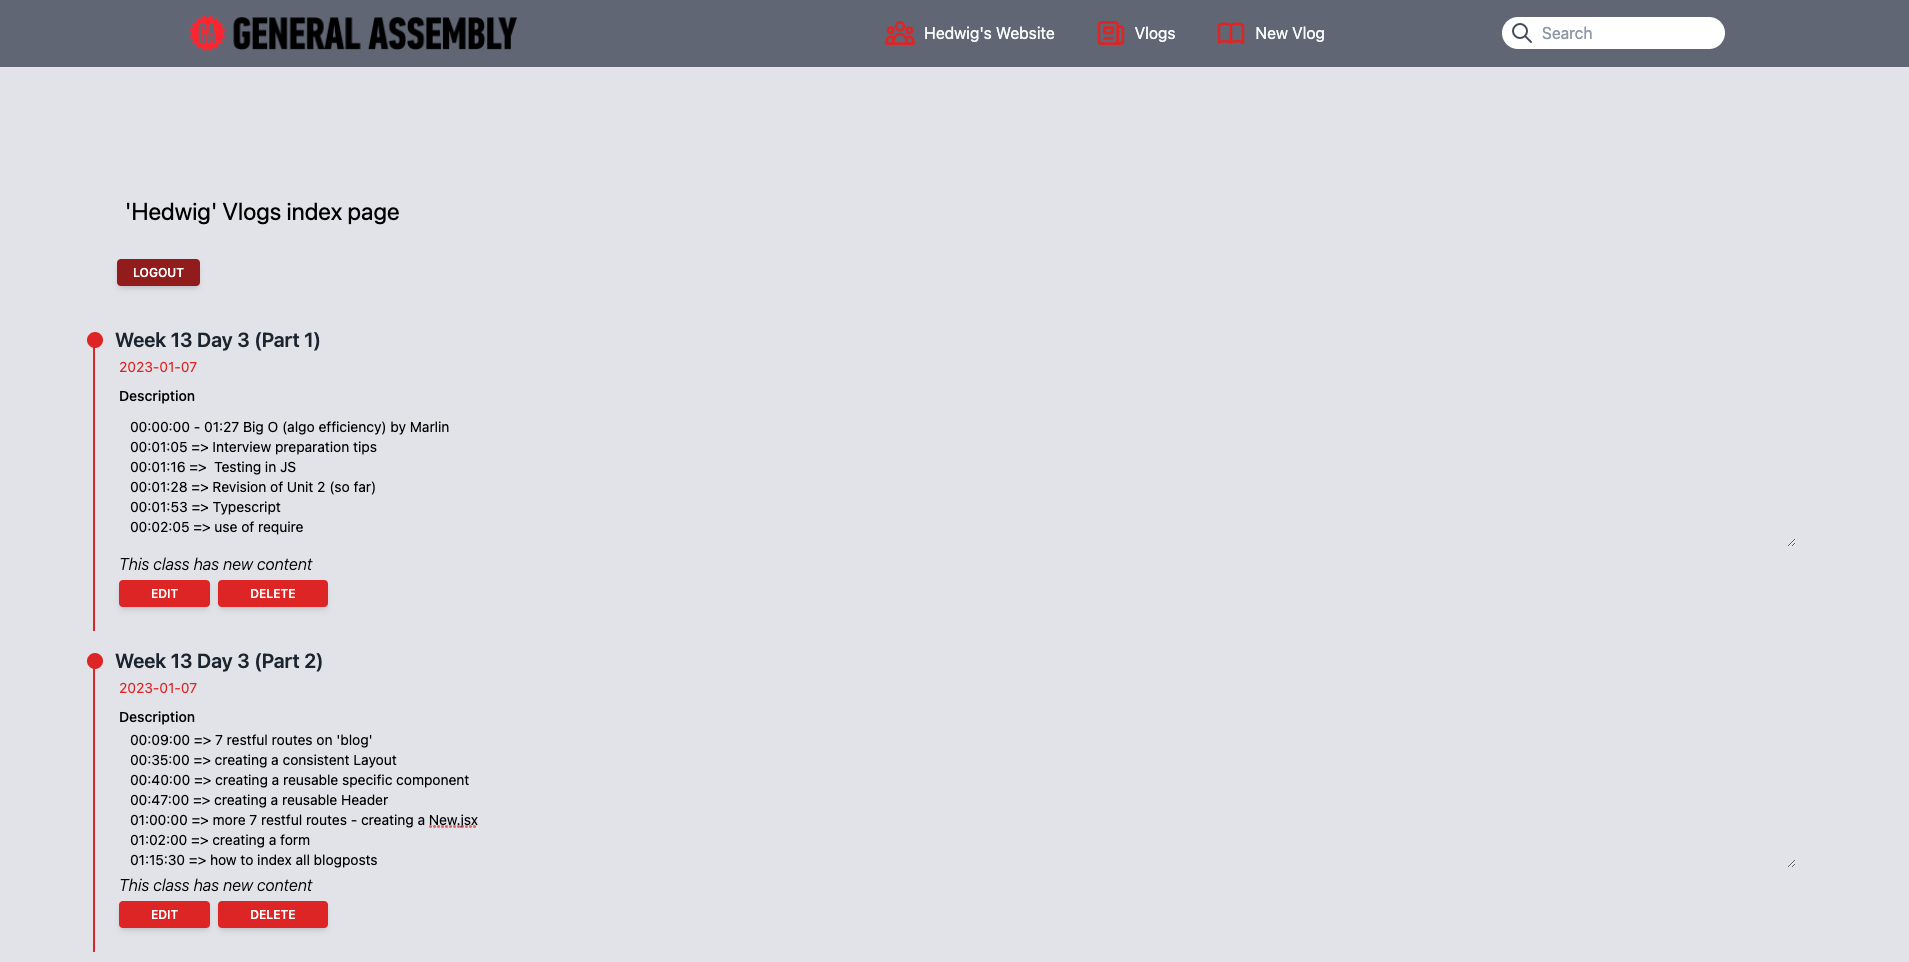 GA GENERAL ASSEMBLY
Hedwig's Website
Vlogs
New Vlog
Search
'Hedwig' Vlogs index page
LOGOUT
Week 13 Day 3 (Part 1)
2023-01-07
Description
00:00:00 - 01:27 Big O (algo efficiency) by Marlin
00:01:05 => Interview preparation tips
00:01:16 =>  Testing in JS
00:01:28 => Revision of Unit 2 (so far)
00:01:53 => Typescript
00:02:05 => use of require
This class has new content
EDIT DELETE
Week 13 Day 3 (Part 2)
2023-01-07
Description
00:09:00 => 7 restful routes on 'blog'
00:35:00 => creating a consistent Layout
00:40:00 => creating a reusable specific component
00:47:00 => creating a reusable Header
01:00:00 => more 7 restful routes - creating a New.jsx
01:02:00 => creating a form
01:15:30 => how to index all blogposts
This class has new content
EDIT DELETE